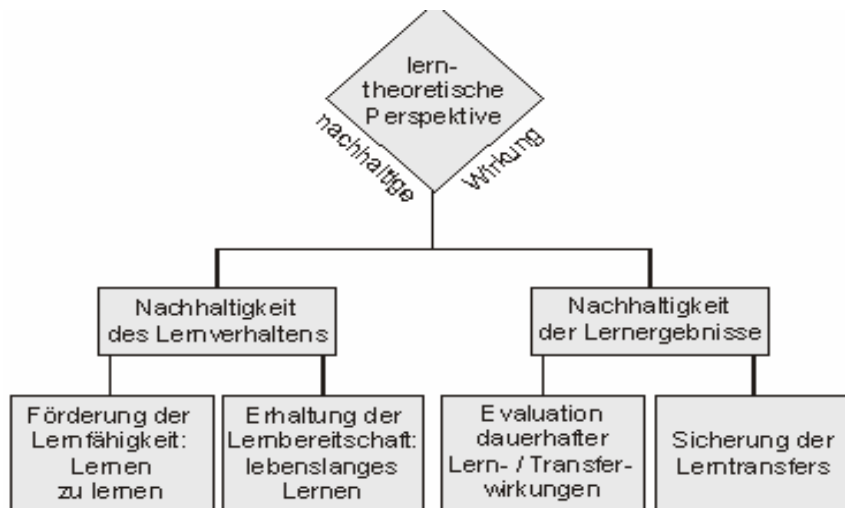 lern-
theoretische
Perspektive
nachhaltige Wirkung
Nachhaltigkeit
des Lernverhaltens
Nachhaltigkeit
der Lernergebnisse
Förderung der
Lernfähigkeit:
Lernen
zu lernen
Erhaltung der
Lernbereitschaft:
lebenslanges
Lernen
Evaluation
dauerhafter
Lern- / Transfer-
wirkungen
Sicherung der
Lerntransfers